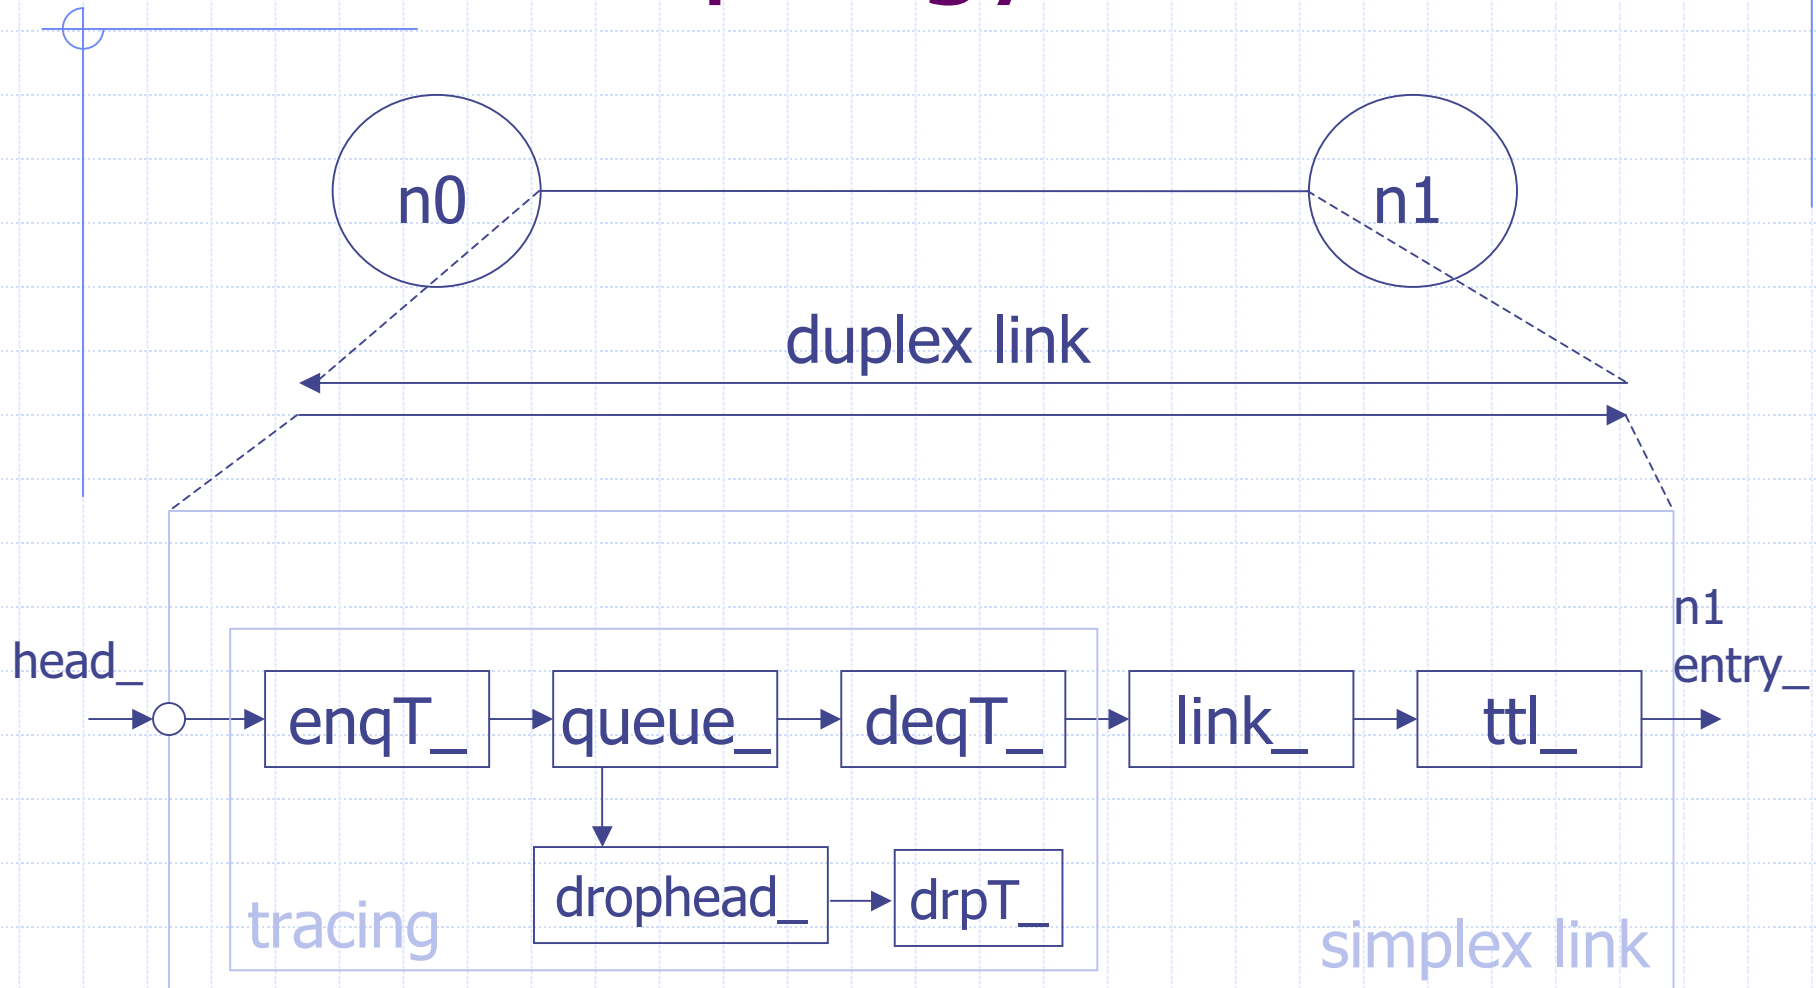 n0
n1
duplex link
n1
head_
entry_
enqT_
queue_
deqT_
link_
ttl_
drophead_
drpT_
tracing
simplex link